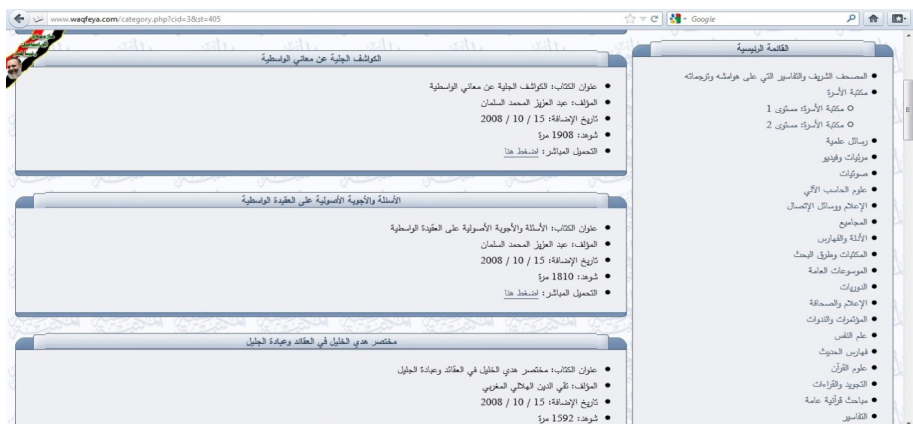 www.waqfeya.com/category.php?cid=3&st=405
Google
الكواشف الجلية عن معاني الواسطية
عنوان الكتاب: الكواشف الجلية عن معاني الواسطية
المؤلف: عبد العزيز المحمد السلمان
تاريخ الإضافة: 15 / 10 / 2008
شوهد: 1908 مرة
التحميل المباشر: اضغط هنا
الأسئلة والأجوبة الأصولية على العقيدة الواسطية
عنوان الكتاب: الأسئلة والأجوبة الأصولية على العقيدة الواسطية
المؤلف: عبد العزيز المحمد السلمان
تاريخ الإضافة: 15 / 10 / 2008
شوهد: 1810 مرة
التحميل المباشر: اضغط هنا
مختصر هدي الخليل في العقائد وعبادة الجليل
عنوان الكتاب: مختصر هدي الخليل في العقائد وعبادة الجليل
المؤلف: تقي الدين الهلالي المغربي
تاريخ الإضافة: 15 / 10 / 2008
شوهد: 1592 مرة
القائمة الرئيسية
المصحف الشريف والتفاسير التي على هوامشه وترجماته
مكتبة الأسرة
مكتبة الأسرة: مستوى 1
مكتبة الأسرة: مستوى 2
رسائل علمية
مرئيات وفيديو
صوتيات
علوم الحاسب الآلي
الإعلام ووسائل الإتصال
المجاميع
الأدلة والفهارس
المكتبات وطرق البحث
الموسوعات العامة
الدوريات
الإعلام والصحافة
المؤتمرات والندوات
علم النفس
فهارس الحديث
علوم القرآن
التجويد والقراءات
مباحث قرآنية عامة
التفاسير